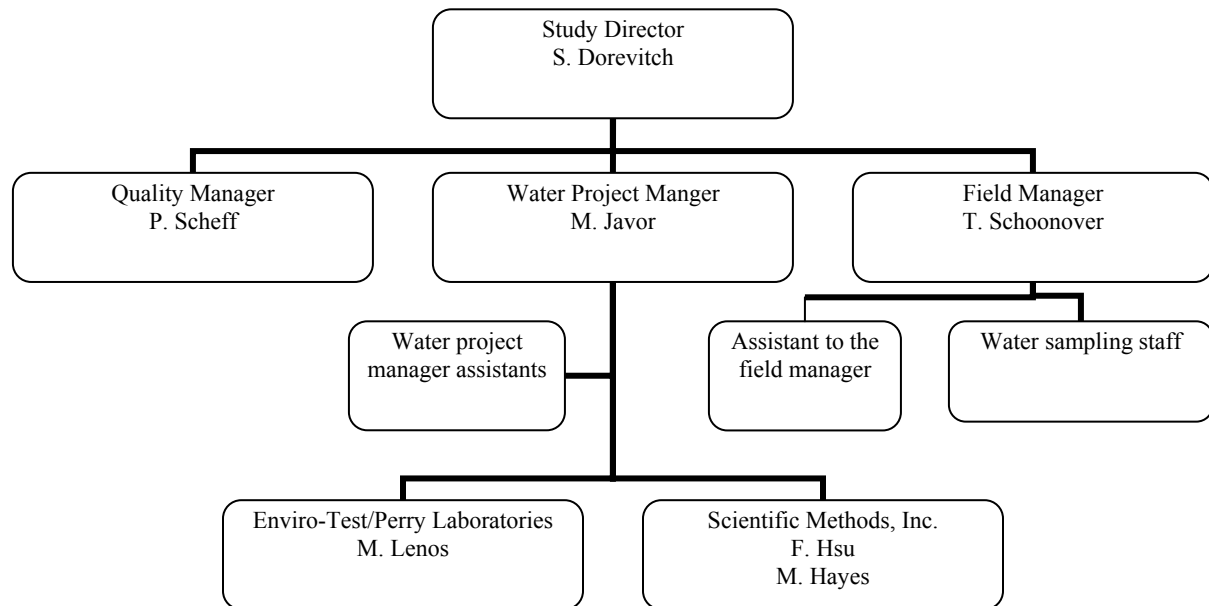 Study Director
S. Dorevitch
Quality Manager
P. Scheff
Water Project Manger
M. Javor
Field Manager
T. Schoonover
Water project
manager assistants
Assistant to the
field manager
Water sampling staff
Enviro-Test/Perry Laboratories
M. Lenos
Scientific Methods, Inc.
F. Hsu
M. Hayes